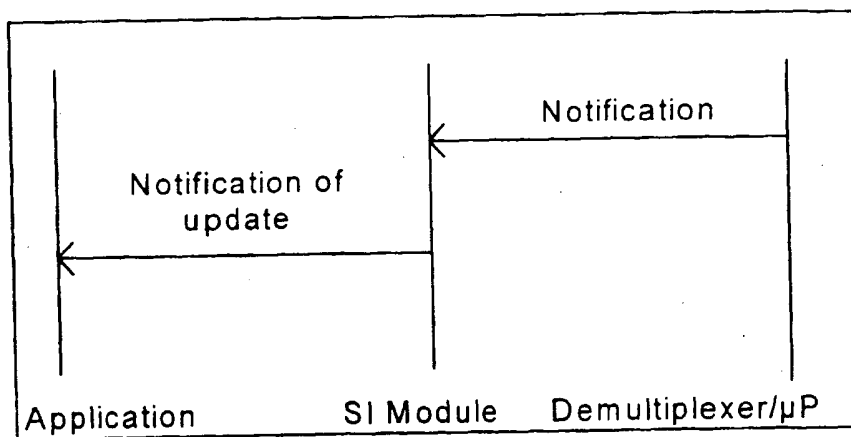 Notification
Notification of
update
Application
SI Module
Demultiplexer/µP